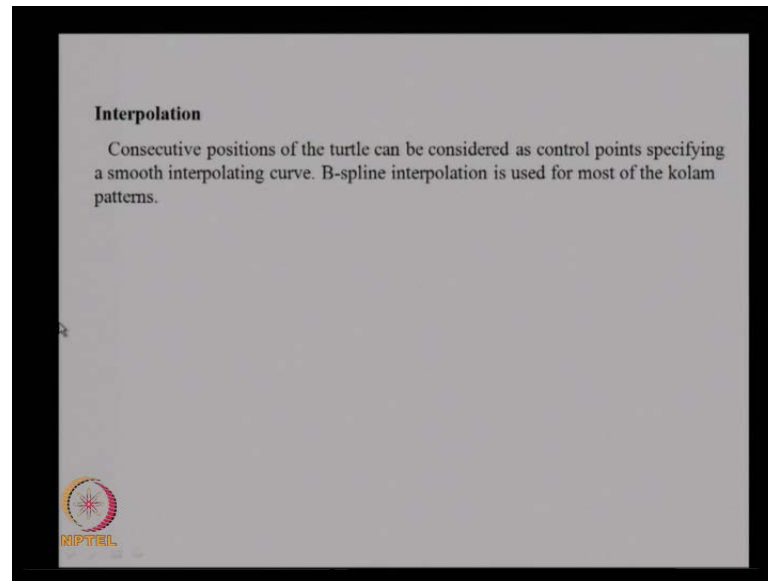 Interpolation
Consecutive positions of the turtle can be considered as control points specifying
a smooth interpolating curve. B-spline interpolation is used for most of the kolam
patterns.
NPTEL